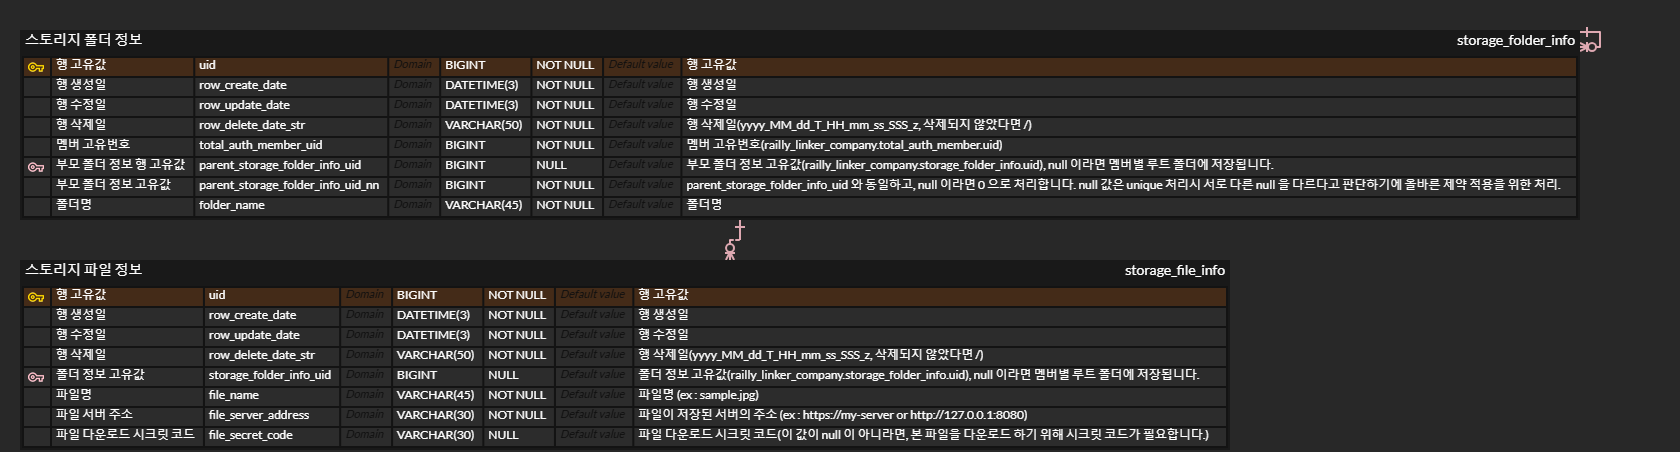 스토리지 폴더 정보 storage_folder_info
행 고유값 uid Domain BIGINT NOT NULL Default value 행 고유값
행 생성일 row_create_date Domain DATETIME(3) NOT NULL Default value 행 생성일
행 수정일 row_update_date Domain DATETIME(3) NOT NULL Default value 행 수정일
행 삭제일 row_delete_date_str Domain VARCHAR(50) NOT NULL Default value 행 삭제일(yyyy_MM_dd_T_HH_mm_ss_SSS_z, 삭제되지 않았다면 /)
멤버 고유번호 total_auth_member_uid Domain BIGINT NOT NULL Default value 멤버 고유번호(railly_linker_company.total_auth_member.uid)
부모 폴더 정보 행 고유값 parent_storage_folder_info_uid Domain BIGINT NULL Default value 부모 폴더 정보 고유값(railly_linker_company.storage_folder_info.uid), null 이라면 멤버별 루트 폴더에 저장됩니다.
부모 폴더 정보 고유값 parent_storage_folder_info_uid_nn Domain BIGINT NOT NULL Default value parent_storage_folder_info_uid 와 동일하고, null 이라면 0 으로 처리합니다. null 값은 unique 처리시 서로 다른 null 을 다르다고 판단하기에 올바른 제약 적용을 위한 처리.
폴더명 folder_name Domain VARCHAR(45) NOT NULL Default value 폴더명
스토리지 파일 정보 storage_file_info
행 고유값 uid Domain BIGINT NOT NULL Default value 행 고유값
행 생성일 row_create_date Domain DATETIME(3) NOT NULL Default value 행 생성일
행 수정일 row_update_date Domain DATETIME(3) NOT NULL Default value 행 수정일
행 삭제일 row_delete_date_str Domain VARCHAR(50) NOT NULL Default value 행 삭제일(yyyy_MM_dd_T_HH_mm_ss_SSS_z, 삭제되지 않았다면 /)
폴더 정보 고유값 storage_folder_info_uid Domain BIGINT NULL Default value 폴더 정보 고유값(railly_linker_company.storage_folder_info.uid), null 이라면 멤버별 루트 폴더에 저장됩니다.
파일명 file_name Domain VARCHAR(45) NOT NULL Default value 파일명 (ex : sample.jpg)
파일 서버 주소 file_server_address Domain VARCHAR(30) NOT NULL Default value 파일이 저장된 서버의 주소 (ex : https://my-server or http://127.0.0.1:8080)
파일 다운로드 시크릿 코드 file_secret_code Domain VARCHAR(30) NULL Default value 파일 다운로드 시크릿 코드(이 값이 null 이 아니라면, 본 파일을 다운로드 하기 위해 시크릿 코드가 필요합니다.)